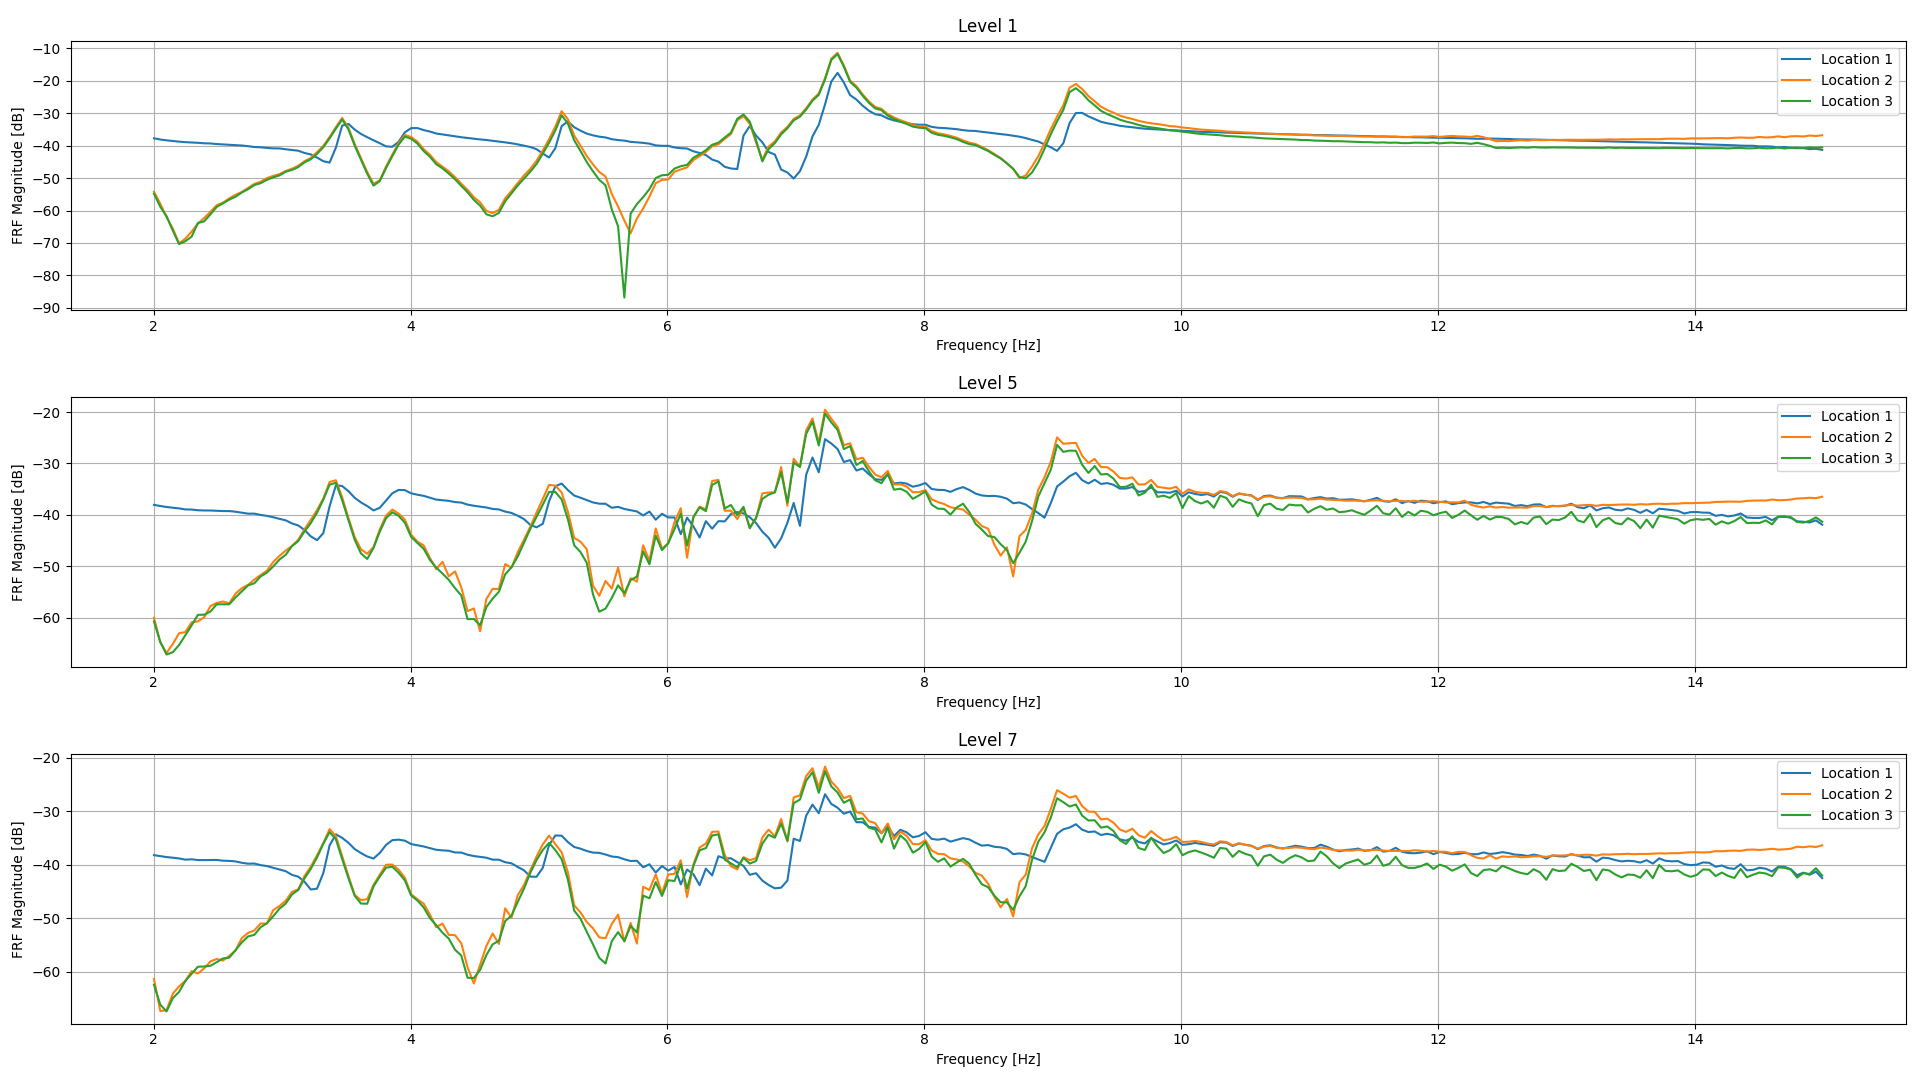 Level 1
FRF Magnitude [dB]
−10
−20
−30
−40
−50
−60
−70
−80
−90
Location 1
Location 2
Location 3
2 4 6 8 10 12 14
Frequency [Hz]
Level 5
FRF Magnitude [dB]
−20
−30
−40
−50
−60
Location 1
Location 2
Location 3
2 4 6 8 10 12 14
Frequency [Hz]
Level 7
FRF Magnitude [dB]
−20
−30
−40
−50
−60
Location 1
Location 2
Location 3
2 4 6 8 10 12 14
Frequency [Hz]